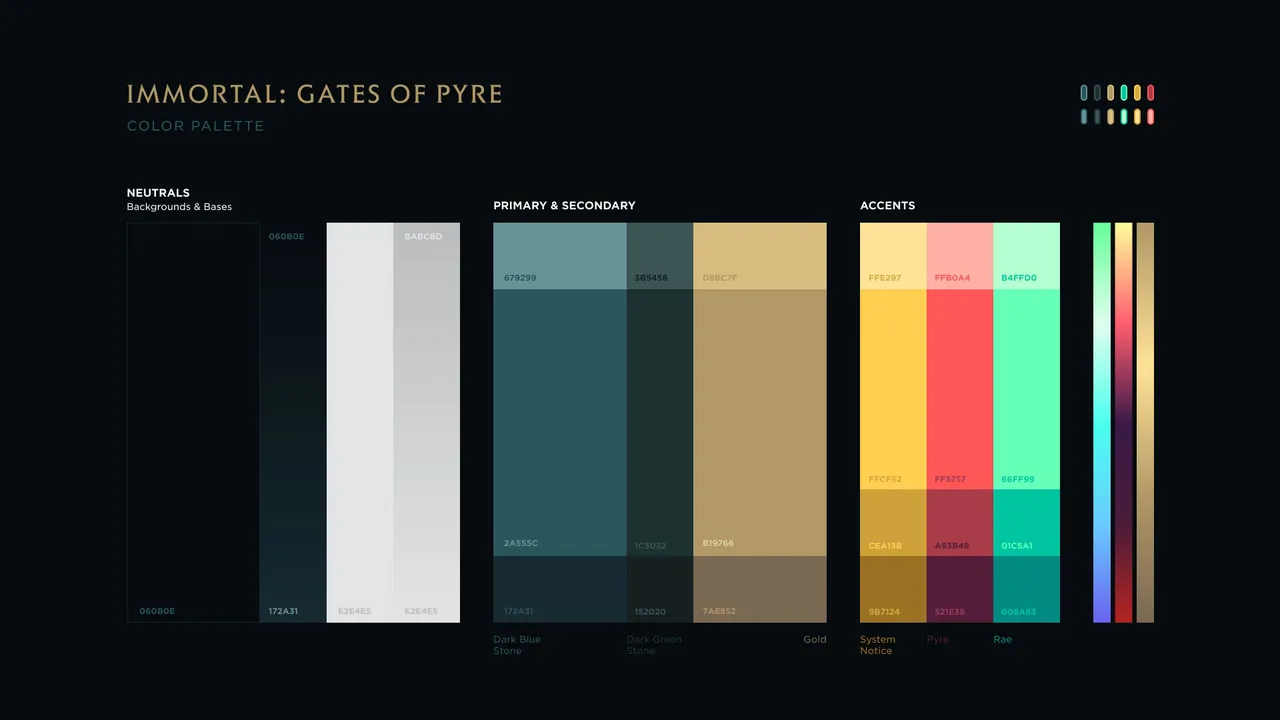 IMMORTAL: GATES OF PYRE
COLOR PALETTE
NEUTRALS
Backgrounds & Bases
060B0E
BABCBD
060B0E
172A31
E2E4E5
E2E4E5
PRIMARY & SECONDARY
679299
3B5456
D8BC7F
2A555C
1C3032
B19766
172A31
152020
7A6852
Dark Blue
Stone
Dark Green
Stone
Gold
ACCENTS
FFE297
FFB0A4
B4FFD0
FFCF52
FF5757
66FF99
CEA13B
A93B48
01C5A1
9B7124
521E38
008A83
System
Notice
Pyre
Rae